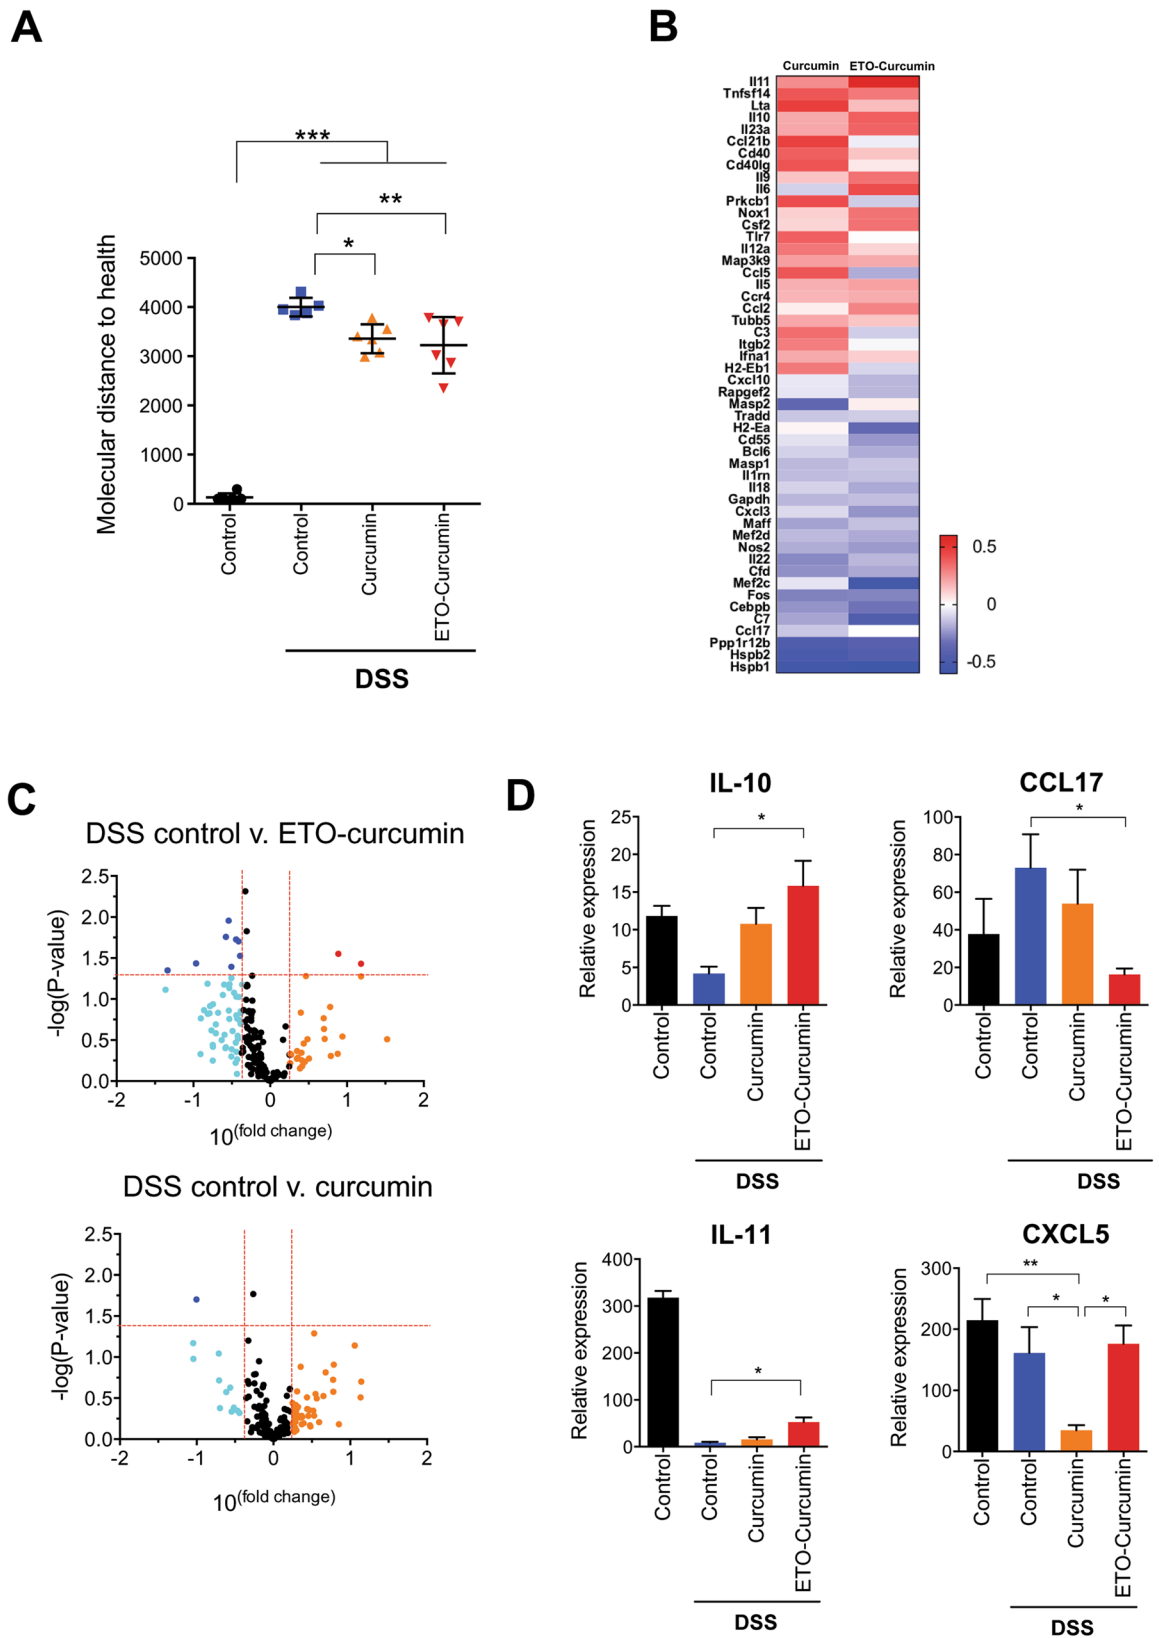 A
***
**
*
Molecular distance to health
5000
4000
3000
2000
1000
0
Control
Control
Curcumin
ETO-Curcumin
DSS
B
Curcumin ETO-Curcumin
Il11
Tnfsf14
Lta
Il10
Il23a
Ccl21b
Cd40
Cd40lg
Il9
Il6
Prkcb1
Nox1
Csf2
Tlr7
Il12a
Map3k9
Ccl5
Il5
Ccr4
Ccl2
Tubb5
C3
Itgb2
Ifna1
H2-Eb1
Cxcl10
Rapgef2
Masp2
Tradd
H2-Ea
Cd55
Bcl6
Masp1
Il1rn
Il18
Gapdh
Cxcl3
Maff
Mef2d
Nos2
Il22
Cfd
Mef2c
Fos
Cebpb
C7
Ccl17
Ppp1r12b
Hspb2
Hspb1
0.5
0
-0.5
C
DSS control v. ETO-curcumin
-log(P-value)
2.5
2.0
1.5
1.0
0.5
0.0
-2 -1 0 1 2
10(fold change)
DSS control v. curcumin
-log(P-value)
2.5
2.0
1.5
1.0
0.5
0.0
-2 -1 0 1 2
10(fold change)
D
IL-10
Relative expression
25
20
15
10
5
0
*
Control
Control
Curcumin
ETO-Curcumin
DSS
CCL17
Relative expression
100
80
60
40
20
0
*
Control
Control
Curcumin
ETO-Curcumin
DSS
IL-11
Relative expression
400
300
200
100
0
*
Control
Control
Curcumin
ETO-Curcumin
DSS
CXCL5
Relative expression
300
200
100
0
**
* *
Control
Control
Curcumin
ETO-Curcumin
DSS